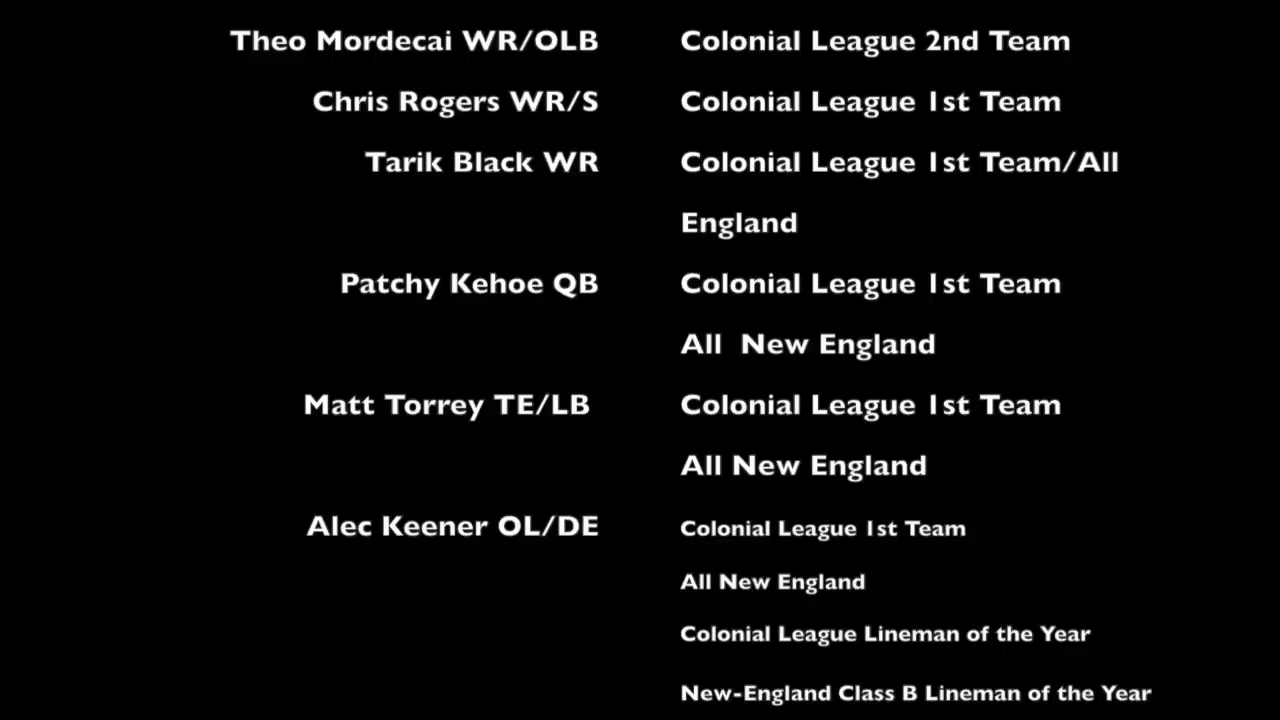 Theo Mordecai WR/OLB Colonial League 2nd Team
Chris Rogers WR/S Colonial League 1st Team
Tarik Black WR Colonial League 1st Team/All
England
Patchy Kehoe QB Colonial League 1st Team
All New England
Matt Torrey TE/LB Colonial League 1st Team
All New England
Alec Keener OL/DE Colonial League 1st Team
All New England
Colonial League Lineman of the Year
New-England Class B Lineman of the Year